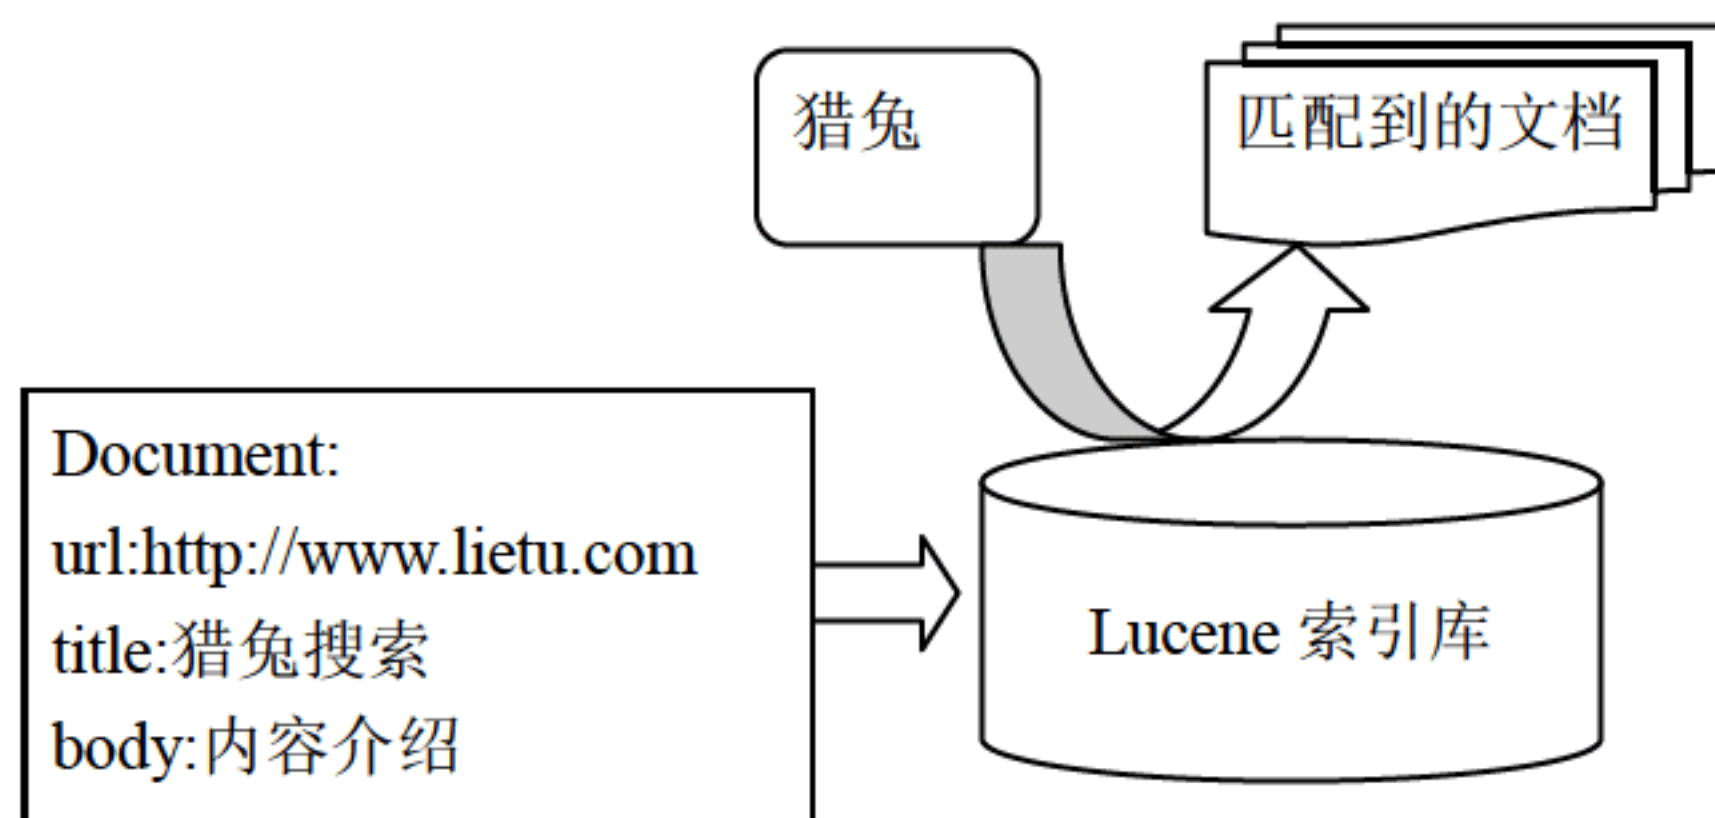 猎兔
匹配到的文档
Document:
url:http://www.lietu.com
title:猎兔搜索
body:内容介绍
Lucene 索引库